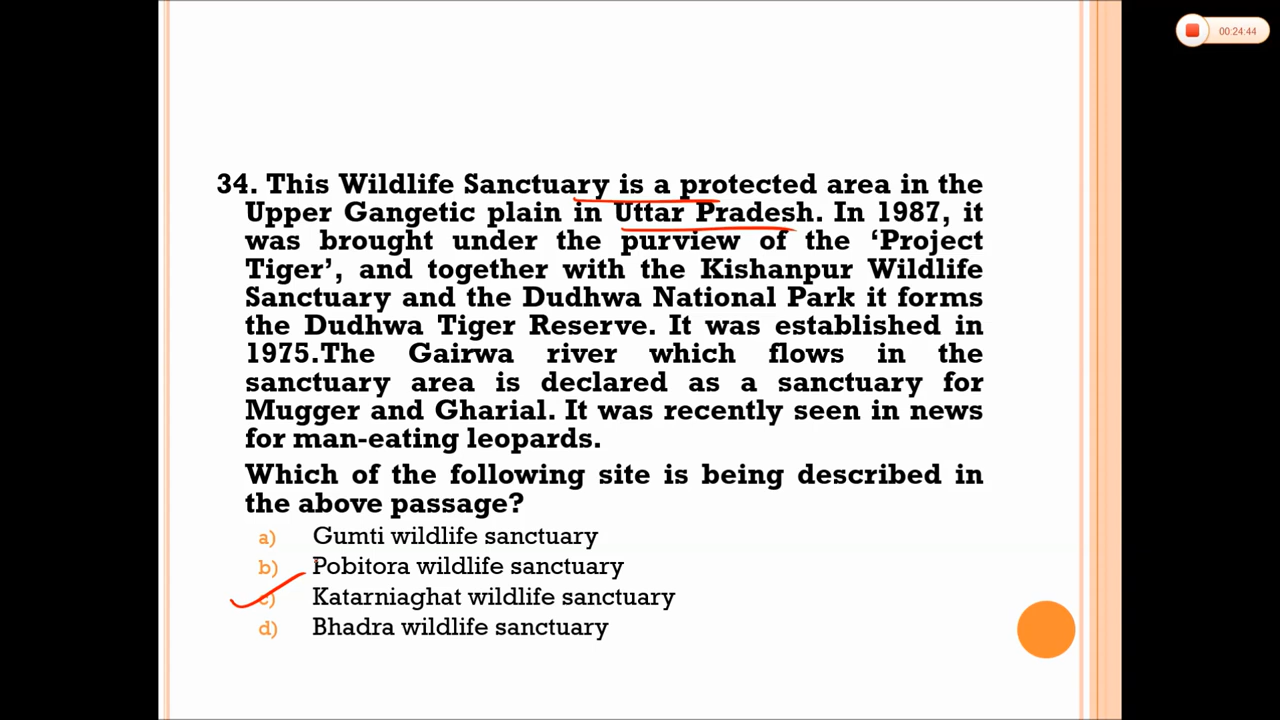 00:24:44
34. This Wildlife Sanctuary is a protected area in the
Upper Gangetic plain in Uttar Pradesh. In 1987, it
was brought under the purview of the ‘Project
Tiger’, and together with the Kishanpur Wildlife
Sanctuary and the Dudhwa National Park it forms
the Dudhwa Tiger Reserve. It was established in
1975.The Gairwa river which flows in the
sanctuary area is declared as a sanctuary for
Mugger and Gharial. It was recently seen in news
for man-eating leopards.
Which of the following site is being described in
the above passage?
a) Gumti wildlife sanctuary
b) Pobitora wildlife sanctuary
c) Katarniaghat wildlife sanctuary
d) Bhadra wildlife sanctuary